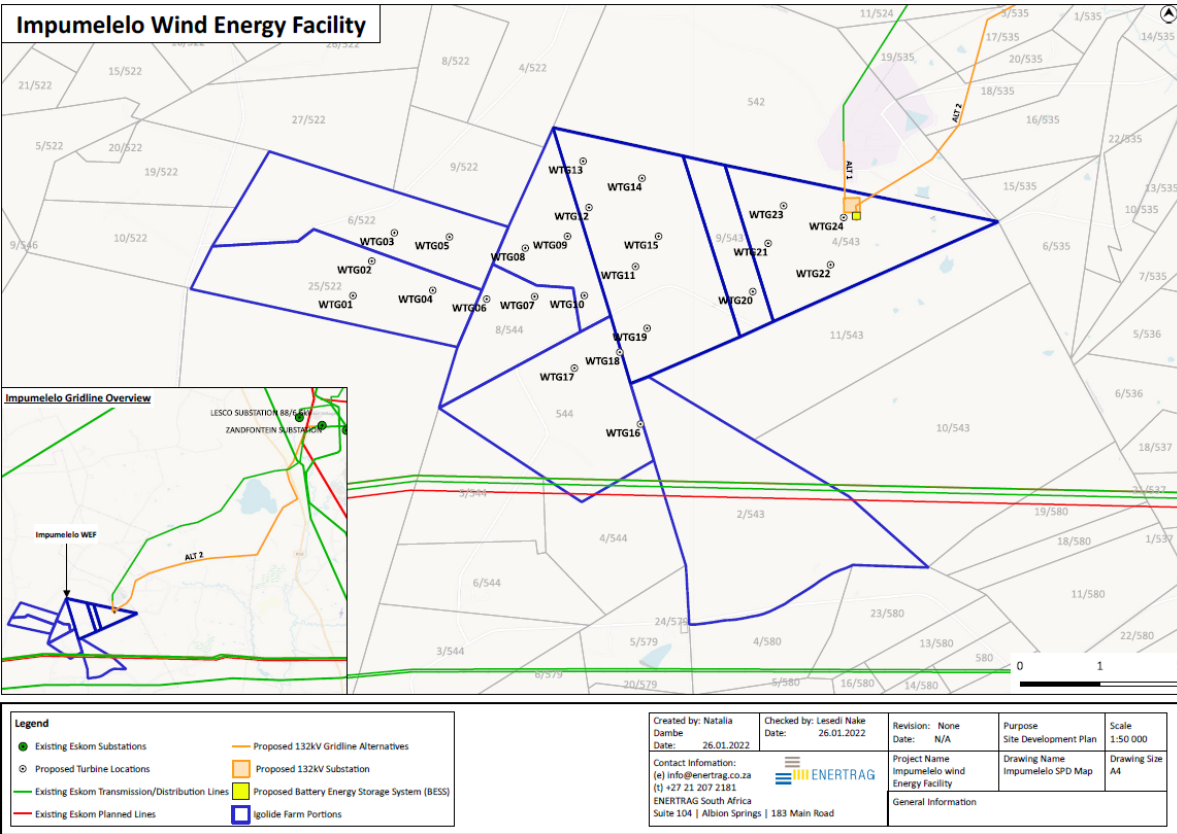 Impumelelo Wind Energy Facility
11/524
5/535
1/535
14/535
26/522
15/522
8/522
4/522
19/535
17/535
20/535
21/522
18/535
27/522
542
ALT 2
16/535
5/522
20/522
22/535
19/522
9/522
WTG13
ALT 1
WTG14
15/535
13/535
6/522
WTG12
WTG23
10/535
WTG24
9/546
10/522
WTG03
WTG05
WTG09
WTG15
9/543
4/543
6/535
WTG08
WTG21
WTG02
WTG11
WTG22
7/535
25/522
WTG01
WTG04
WTG06
WTG07
WTG10
WTG20
8/544
WTG19
11/543
5/536
WTG18
WTG17
6/536
544
WTG16
10/543
18/537
5/544
21/537
2/543
19/580
4/544
18/580
1/537
6/544
11/580
23/580
24/579
5/579
4/580
13/580
22/580
3/544
580
6/579
20/579
5/580
16/580
14/580
0
1
Impumelelo Gridline Overview
LESCO SUBSTATION 88/6.6kV
ZANDFONTEIN SUBSTATION
Impumelelo WEF
ALT 2
Legend
Existing Eskom Substations
Proposed Turbine Locations
Existing Eskom Transmission/Distribution Lines
Existing Eskom Planned Lines
Proposed 132kV Gridline Alternatives
Proposed 132kV Substation
Proposed Battery Energy Storage System (BESS)
Igolide Farm Portions
Created by: Natalia
Dambe
Date: 26.01.2022
Checked by: Lesedi Nake
Date: 26.01.2022
Revision: None
Date: N/A
Purpose
Site Development Plan
Scale
1:50 000
Contact Infomation:
(e) info@enertrag.co.za
(t) +27 21 207 2181
ENERTRAG South Africa
Suite 104 | Albion Springs | 183 Main Road
ENERTRAG
Project Name
Impumelelo wind
Energy Facility
Drawing Name
Impumelelo SPD Map
Drawing Size
A4
General Information